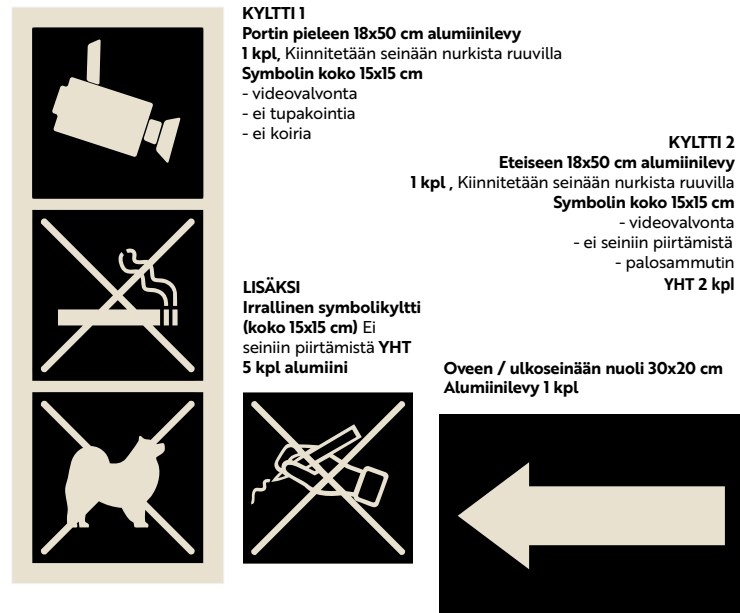 KYLTTI 1
Portin pieleen 18x50 cm alumiinilevy
1 kpl, Kiinnitetään seinään nurkista ruuvilla
Symbolin koko 15x15 cm
- videovalvonta
- ei tupakointia
- ei koiria
KYLTTI 2
Eteiseen 18x50 cm alumiinilevy
1 kpl , Kiinnitetään seinään nurkista ruuvilla
Symbolin koko 15x15 cm
- videovalvonta
- ei seiniin piirtämistä
- palosammutin
YHT 2 kpl
LISÄKSI
Irrallinen symbolikyltti
(koko 15x15 cm) Ei
seiniin piirtämistä YHT
5 kpl alumiini
Oveen / ulkoseinään nuoli 30x20 cm
Alumiinilevy 1 kpl